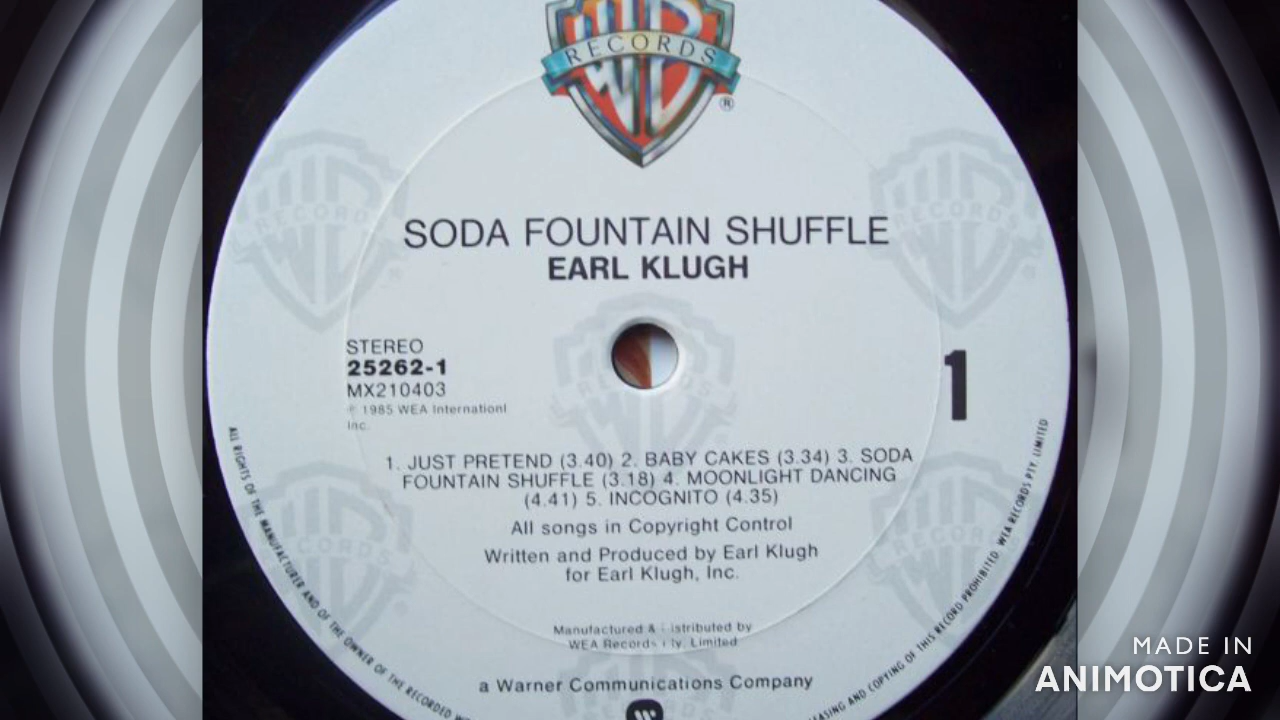 RECORDS
®
SODA FOUNTAIN SHUFFLE
EARL KLUGH
STEREO
25262-1
MX210403
℗ 1985 WEA Internationl
Inc.
1
1. JUST PRETEND (3.40) 2. BABY CAKES (3.34) 3. SODA
FOUNTAIN SHUFFLE (3.18) 4. MOONLIGHT DANCING
(4.41) 5. INCOGNITO (4.35)
All songs in Copyright Control
Written and Produced by Earl Klugh
for Earl Klugh, Inc.
Manufactured & istributed by
WEA Records ty. Limited
a Warner Communications Company
ALL RIGHTS OF THE MANUFACTURER AND OF THE OWNER OF THE RECORDED
AND COPYING OF THIS RECORD PROHIBITED. WEA RECORDS PTY. LIMITED
MADE IN
ANIMOTICA